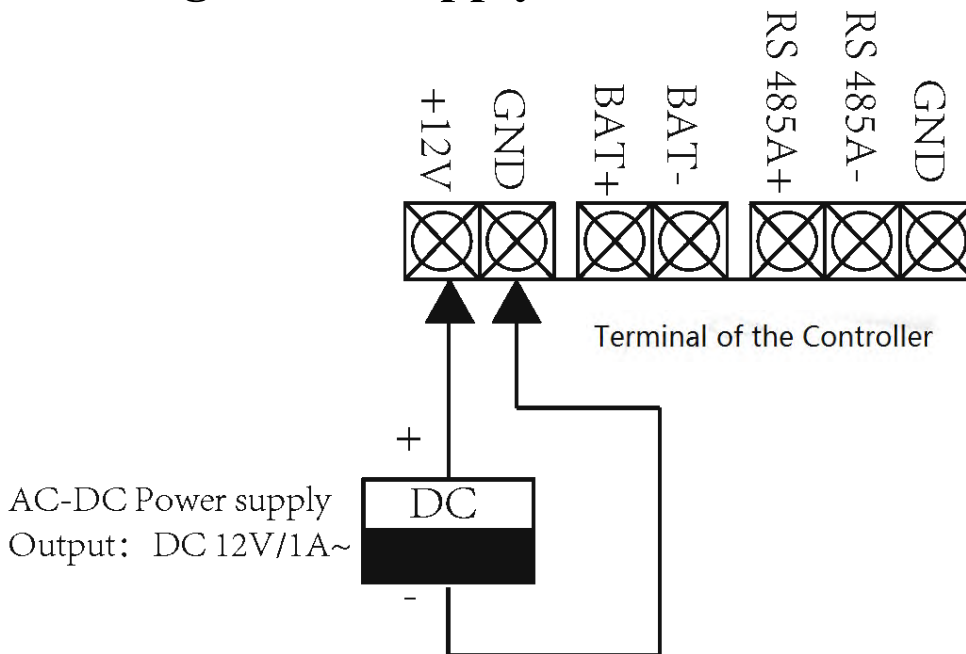 +12V
GND
BAT+
BAT-
RS 485A+
RS 485A-
GND
Terminal of the Controller
+
DC
AC-DC Power supply
Output: DC 12V/1A~
-